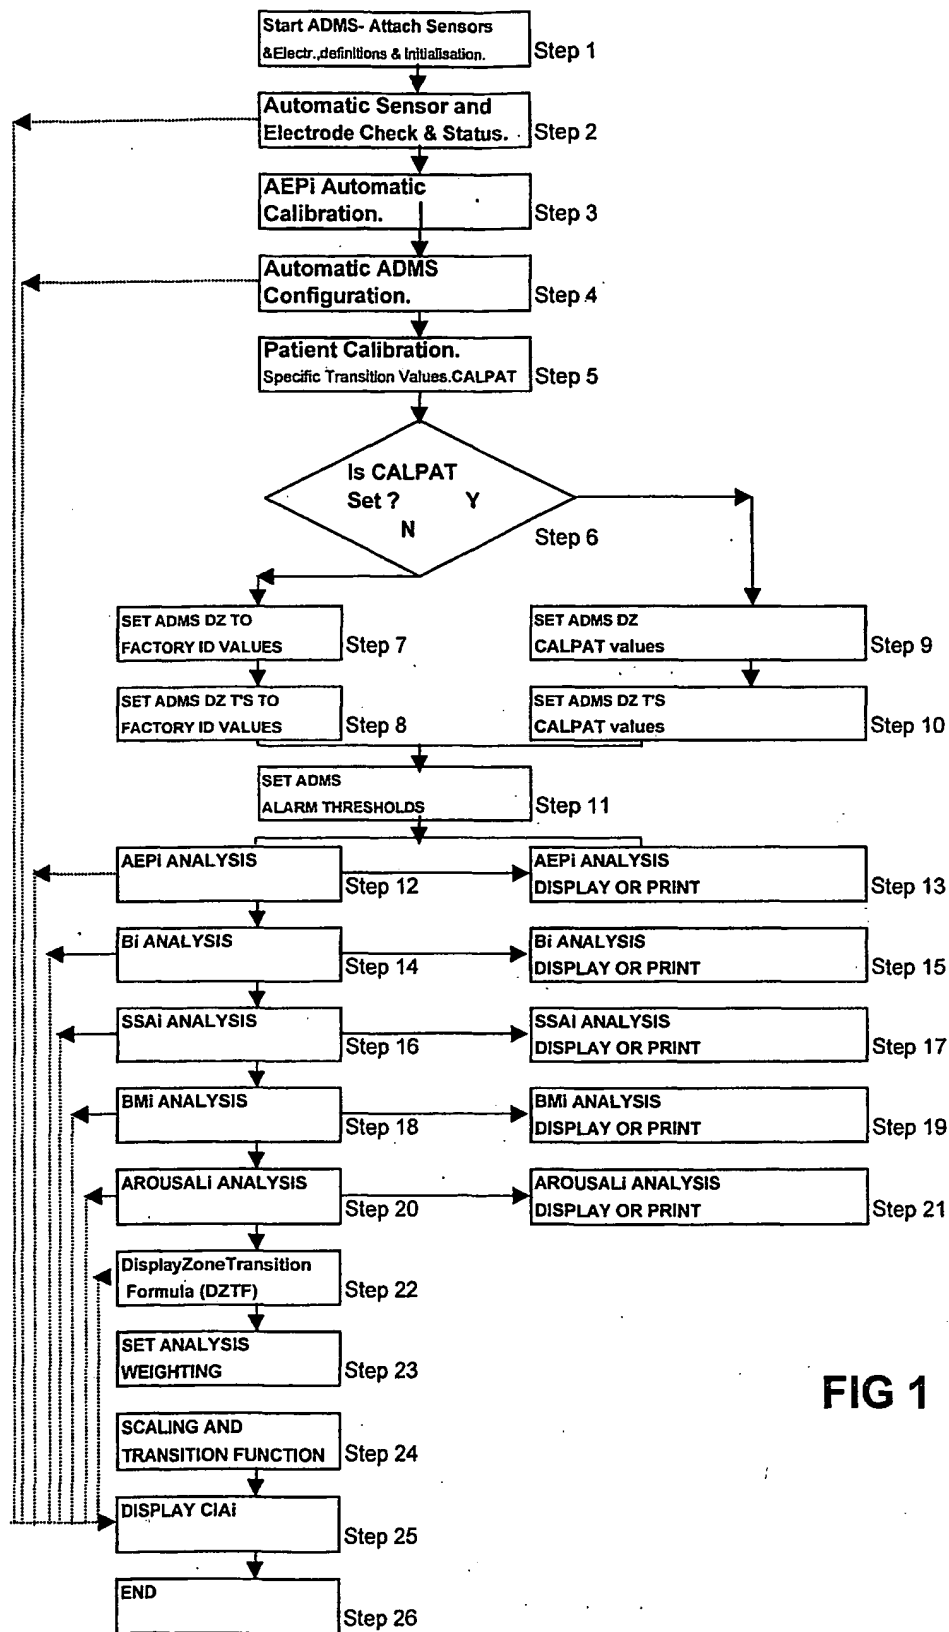 Start ADMS- Attach Sensors
&Electr.,definitions & Initialisation.
Step 1
Automatic Sensor and
Electrode Check & Status.
Step 2
AEPi Automatic
Calibration.
Step 3
Automatic ADMS
Configuration.
Step 4
Patient Calibration.
Specific Transition Values.CALPAT
Step 5
Is CALPAT
Set ? Y
N
Step 6
SET ADMS DZ TO
FACTORY ID VALUES
Step 7
SET ADMS DZ
CALPAT values
Step 9
SET ADMS DZ T'S TO
FACTORY ID VALUES
Step 8
SET ADMS DZ T'S
CALPAT values
Step 10
SET ADMS
ALARM THRESHOLDS
Step 11
AEPi ANALYSIS
Step 12
AEPi ANALYSIS
DISPLAY OR PRINT
Step 13
Bi ANALYSIS
Step 14
Bi ANALYSIS
DISPLAY OR PRINT
Step 15
SSAi ANALYSIS
Step 16
SSAi ANALYSIS
DISPLAY OR PRINT
Step 17
BMi ANALYSIS
Step 18
BMi ANALYSIS
DISPLAY OR PRINT
Step 19
AROUSALi ANALYSIS
Step 20
AROUSALi ANALYSIS
DISPLAY OR PRINT
Step 21
DisplayZoneTransition
Formula (DZTF)
Step 22
SET ANALYSIS
WEIGHTING
Step 23
FIG 1
SCALING AND
TRANSITION FUNCTION
Step 24
DISPLAY CIAi
Step 25
END
Step 26